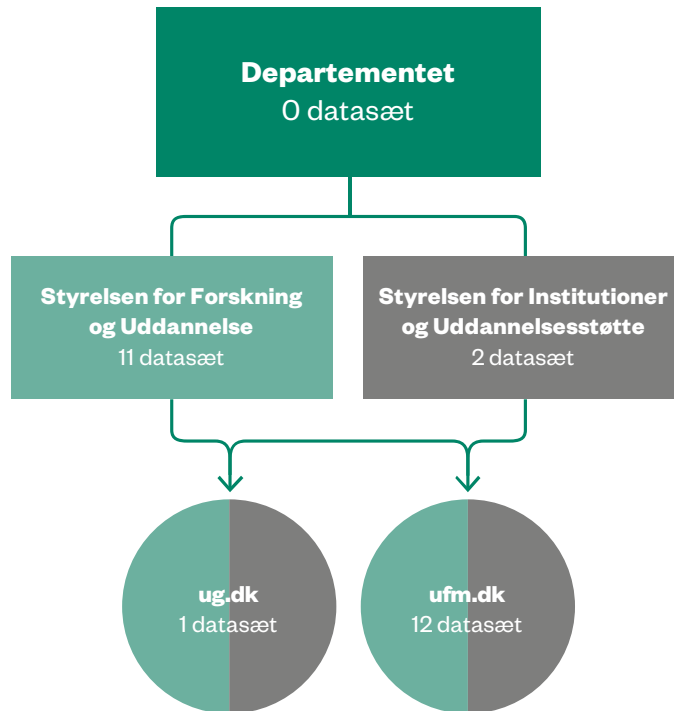 Departementet
0 datasæt
Styrelsen for Forskning
og Uddannelse
11 datasæt
Styrelsen for Institutioner
og Uddannelsesstøtte
2 datasæt
ug.dk
1 datasæt
ufm.dk
12 datasæt